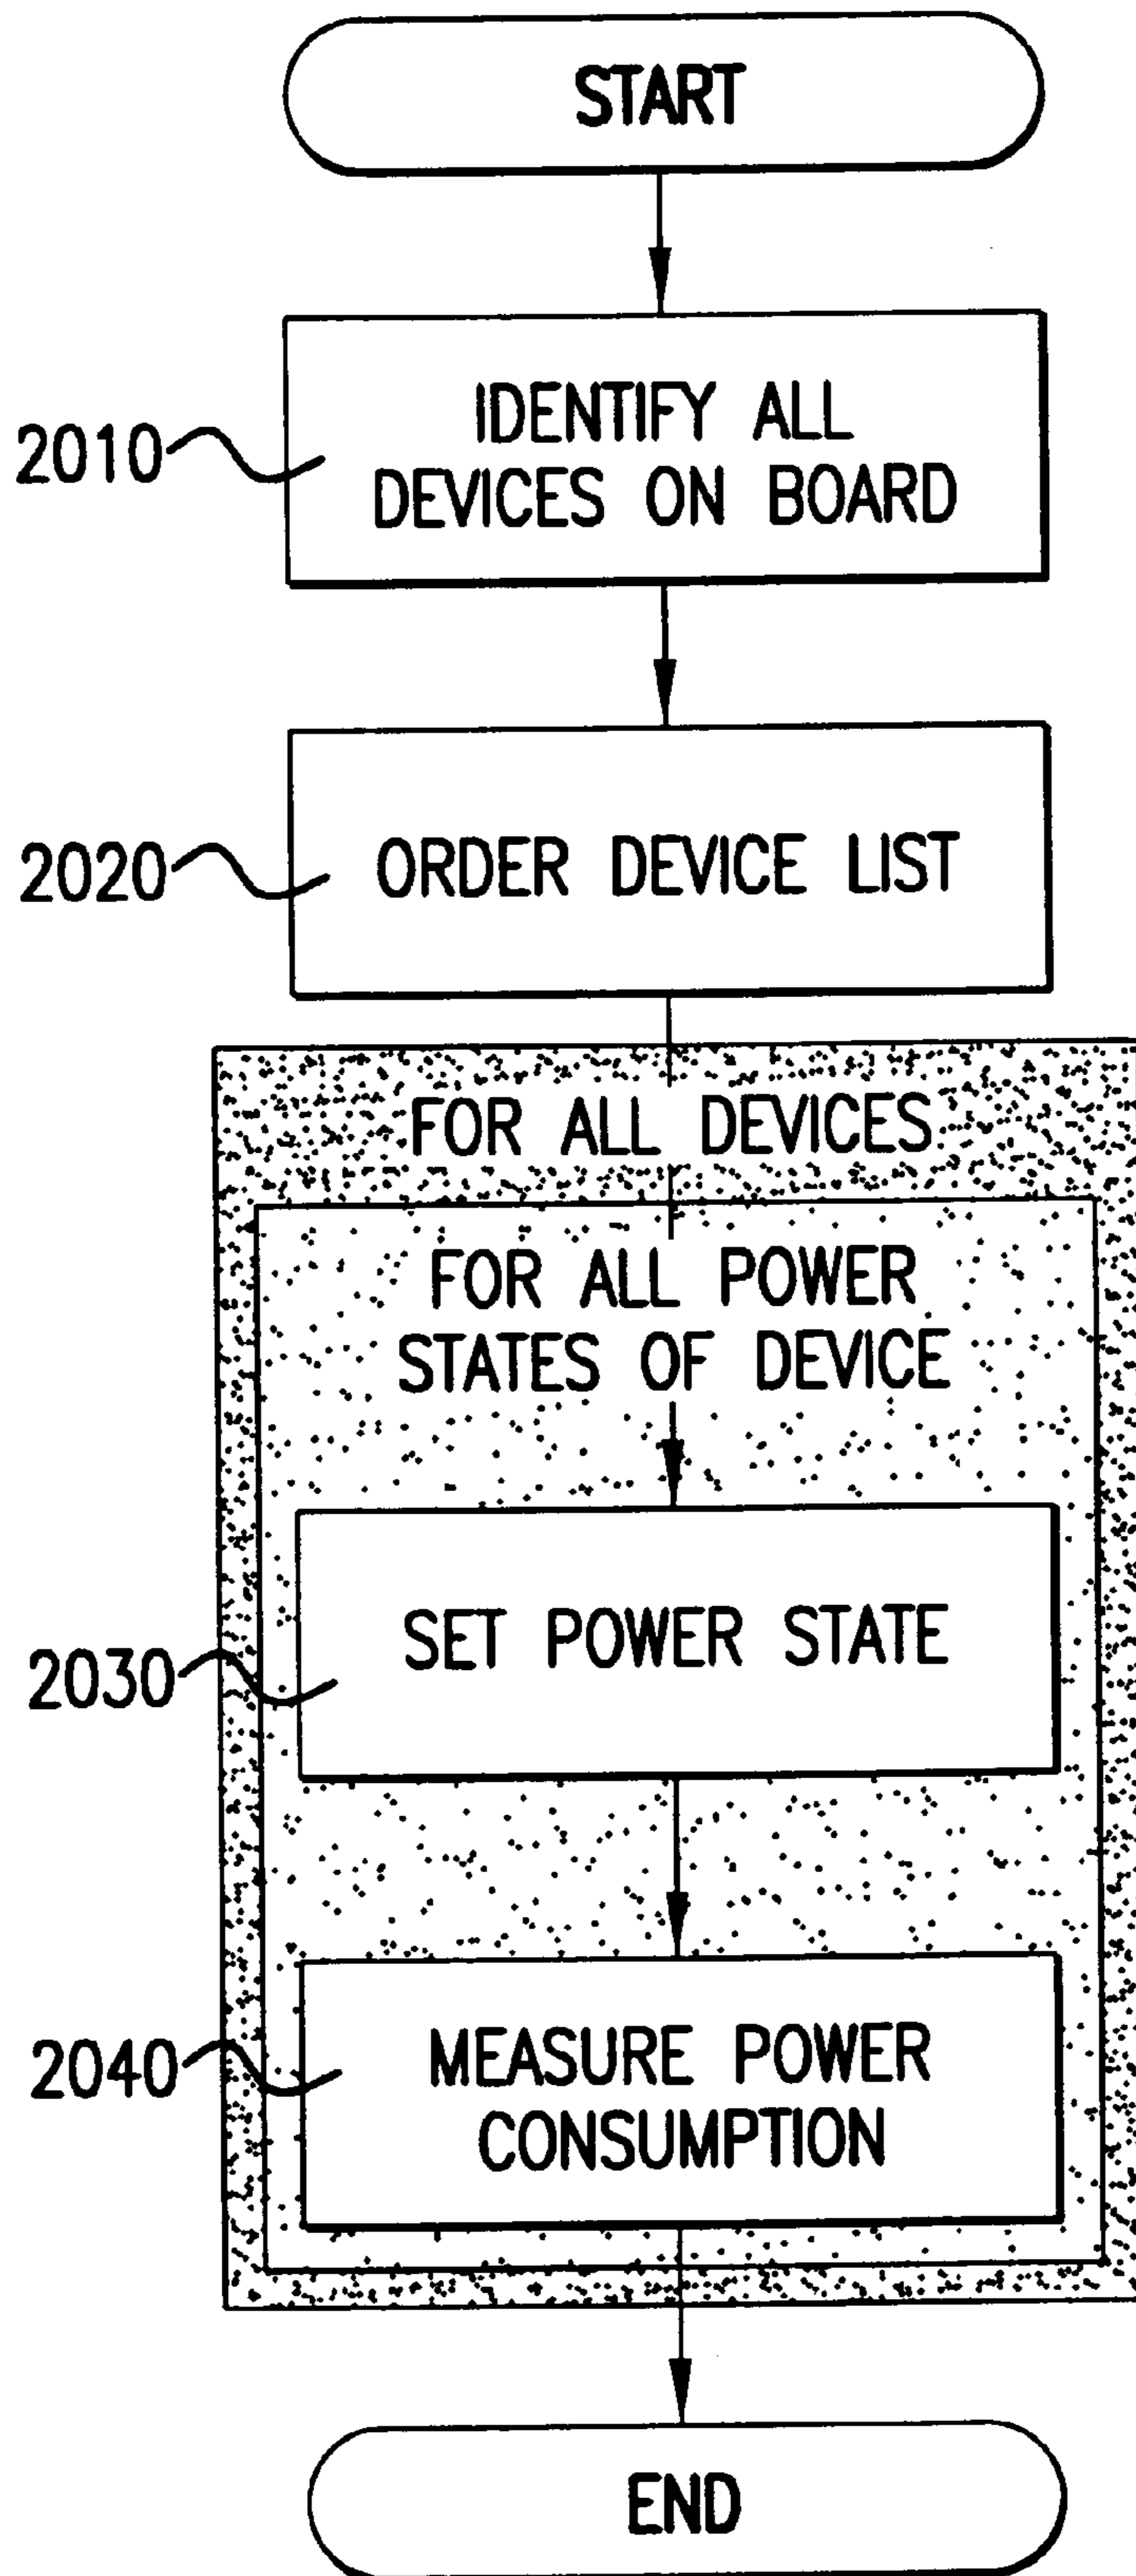 START
IDENTIFY ALL
DEVICES ON BOARD
2010
ORDER DEVICE LIST
2020
FOR ALL DEVICES
FOR ALL POWER
STATES OF DEVICE
SET POWER STATE
2030
MEASURE POWER
CONSUMPTION
2040
END